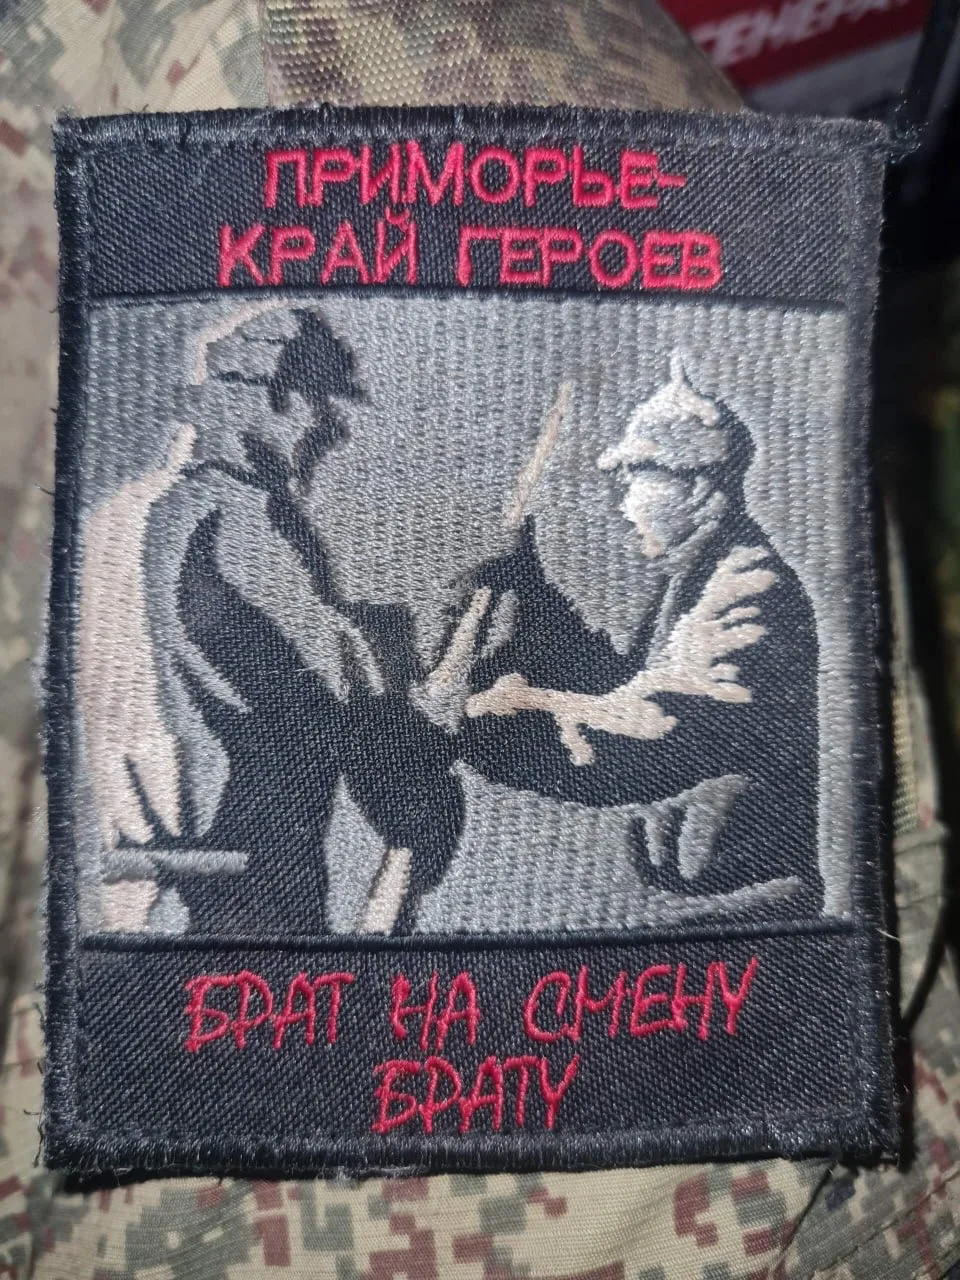 ПРИМОРЬЕ-
КРАЙ ГЕРОЕВ
БРАТ НА СМЕНУ
БРАТУ